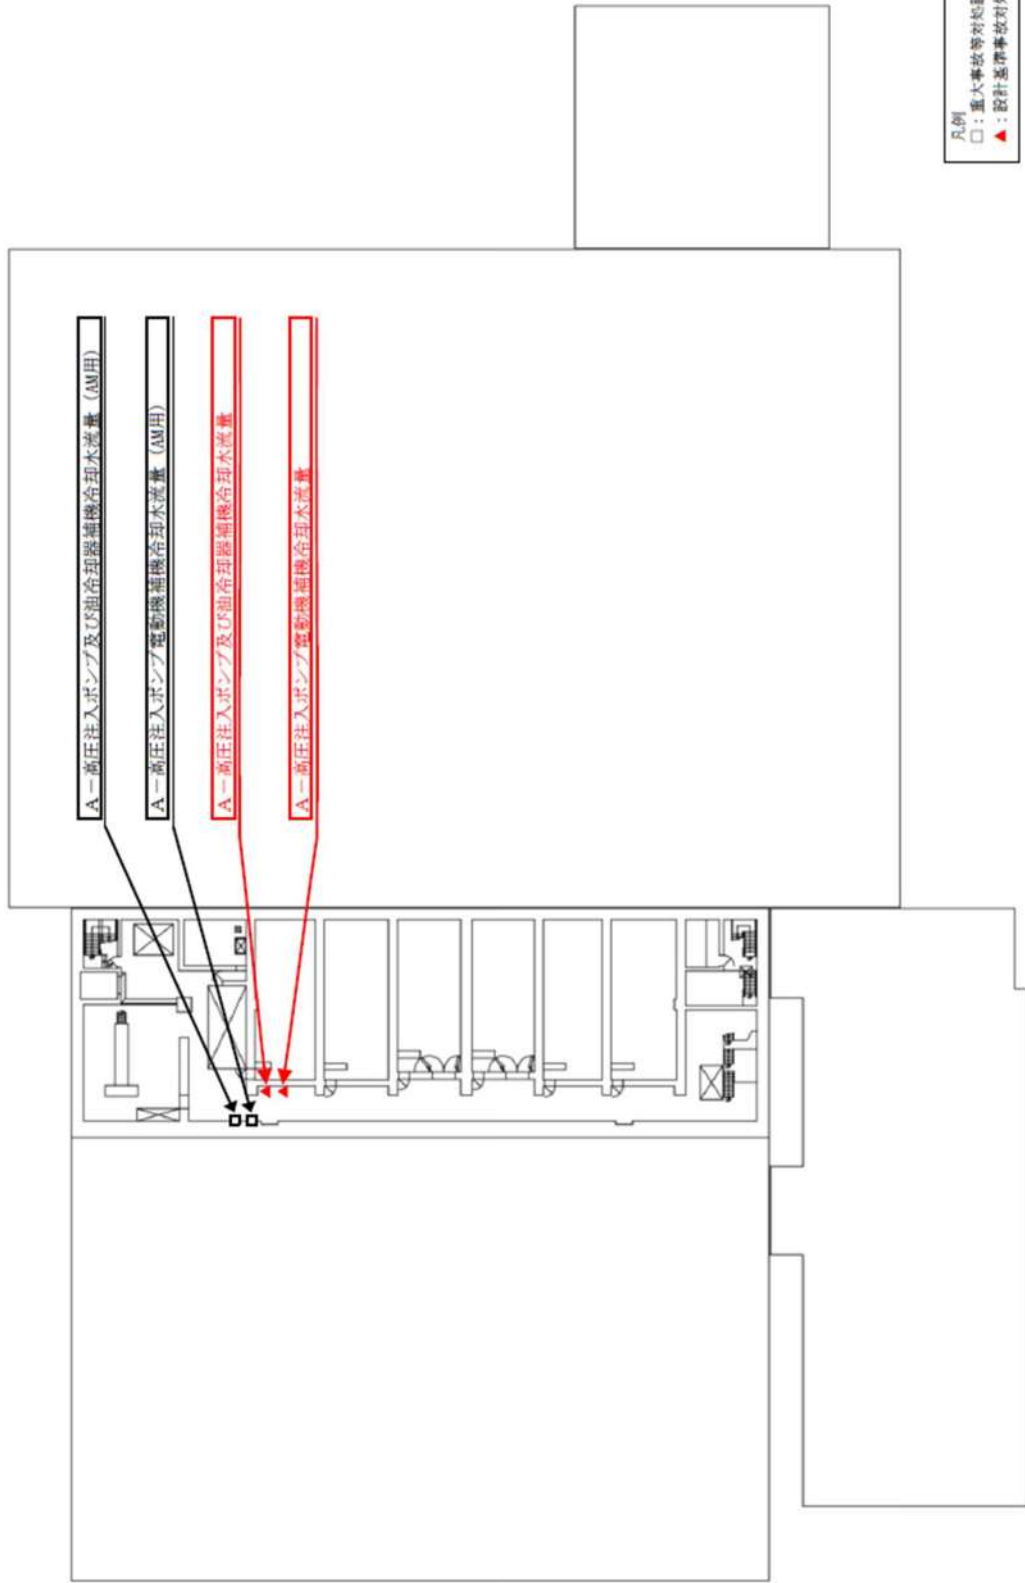 A－高圧注入ポンプ及び油冷却器補機冷却水流量（AM用）
A－高圧注入ポンプ電動機補機冷却水流量（AM用）
A－高圧注入ポンプ及び油冷却器補機冷却水流量
A－高圧注入ポンプ電動機補機冷却水流量
凡例
□：重大事故等対処
▲：設計基準事故対